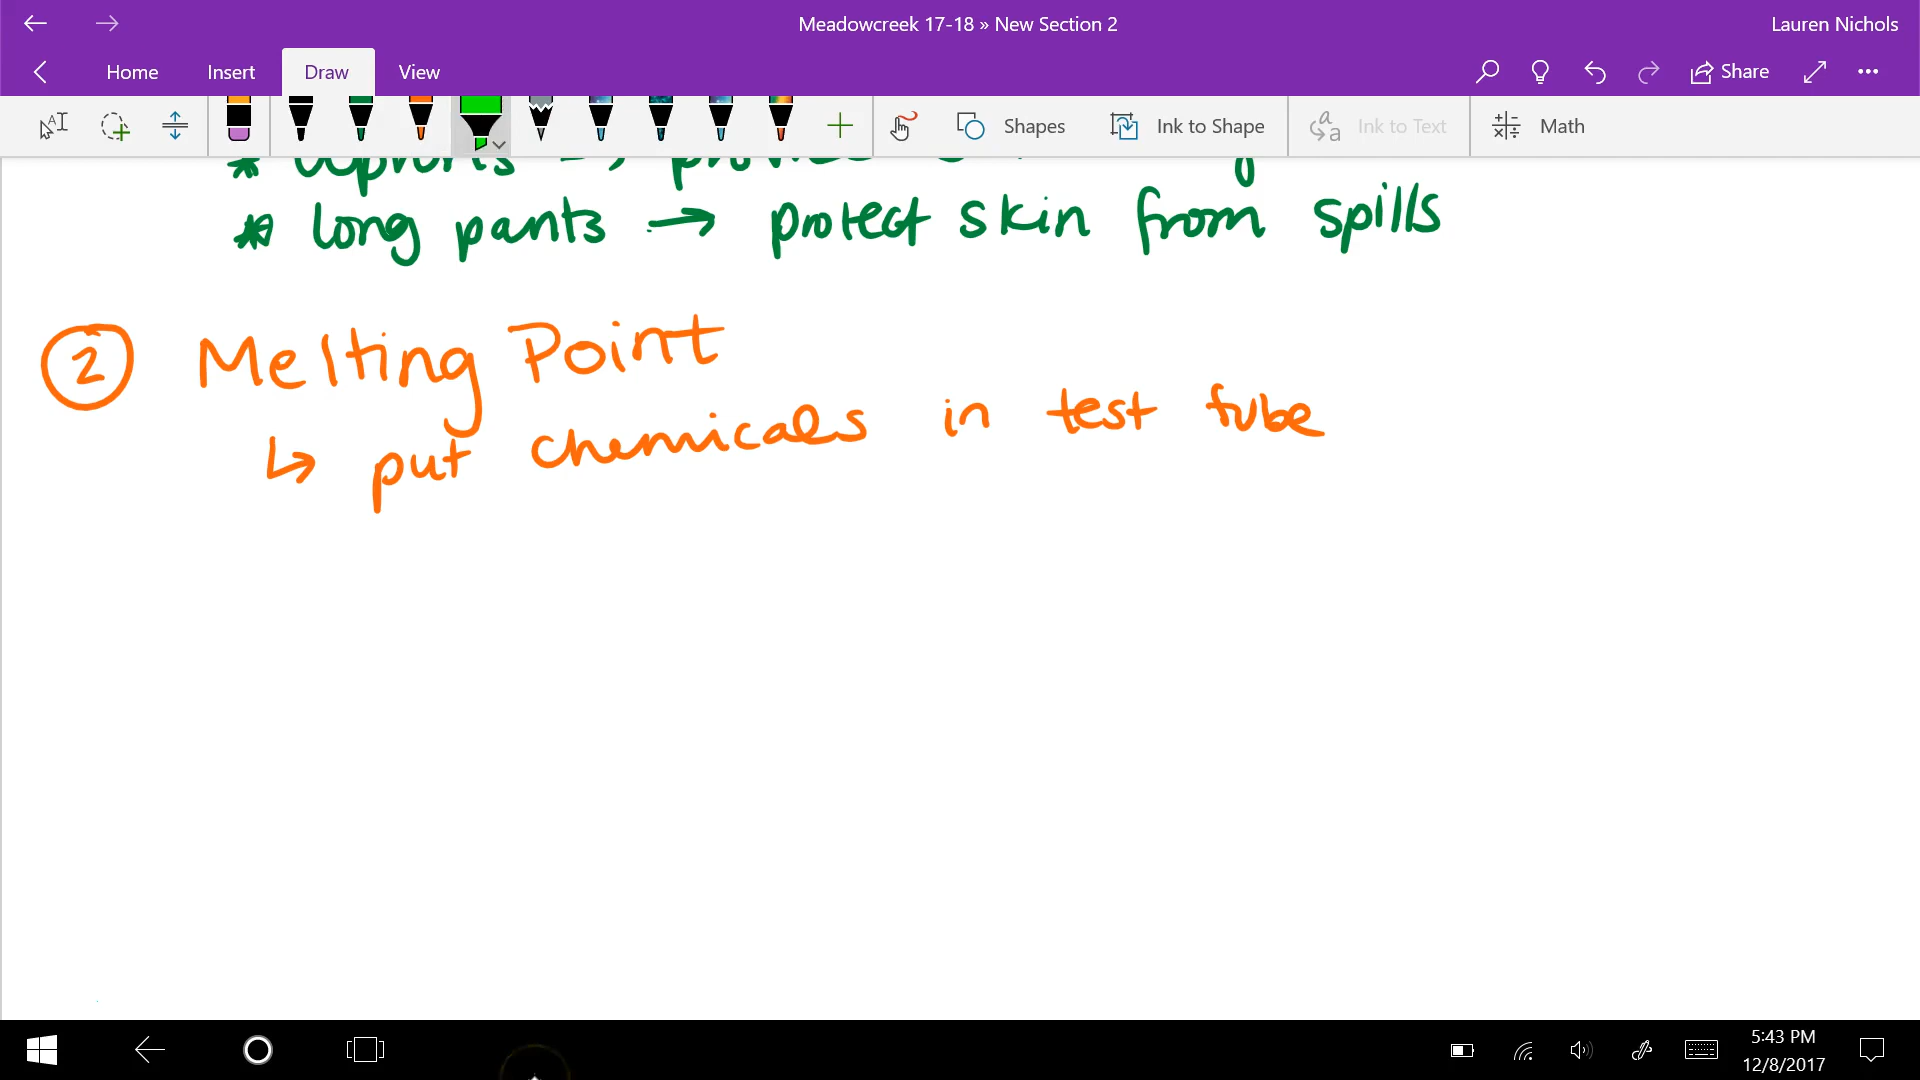 Meadowcreek 17-18 » New Section 2
Lauren Nichols
Home Insert Draw View
Share
Shapes Ink to Shape Ink to Text Math
* long pants → protect skin from spills
② Melting Point
↳ put chemicals in test tube
5:43 PM
12/8/2017